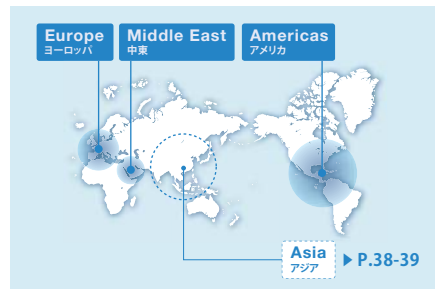 Europe
ヨーロッパ
Middle East
中東
Americas
アメリカ
Asia
アジア
▶ P.38-39